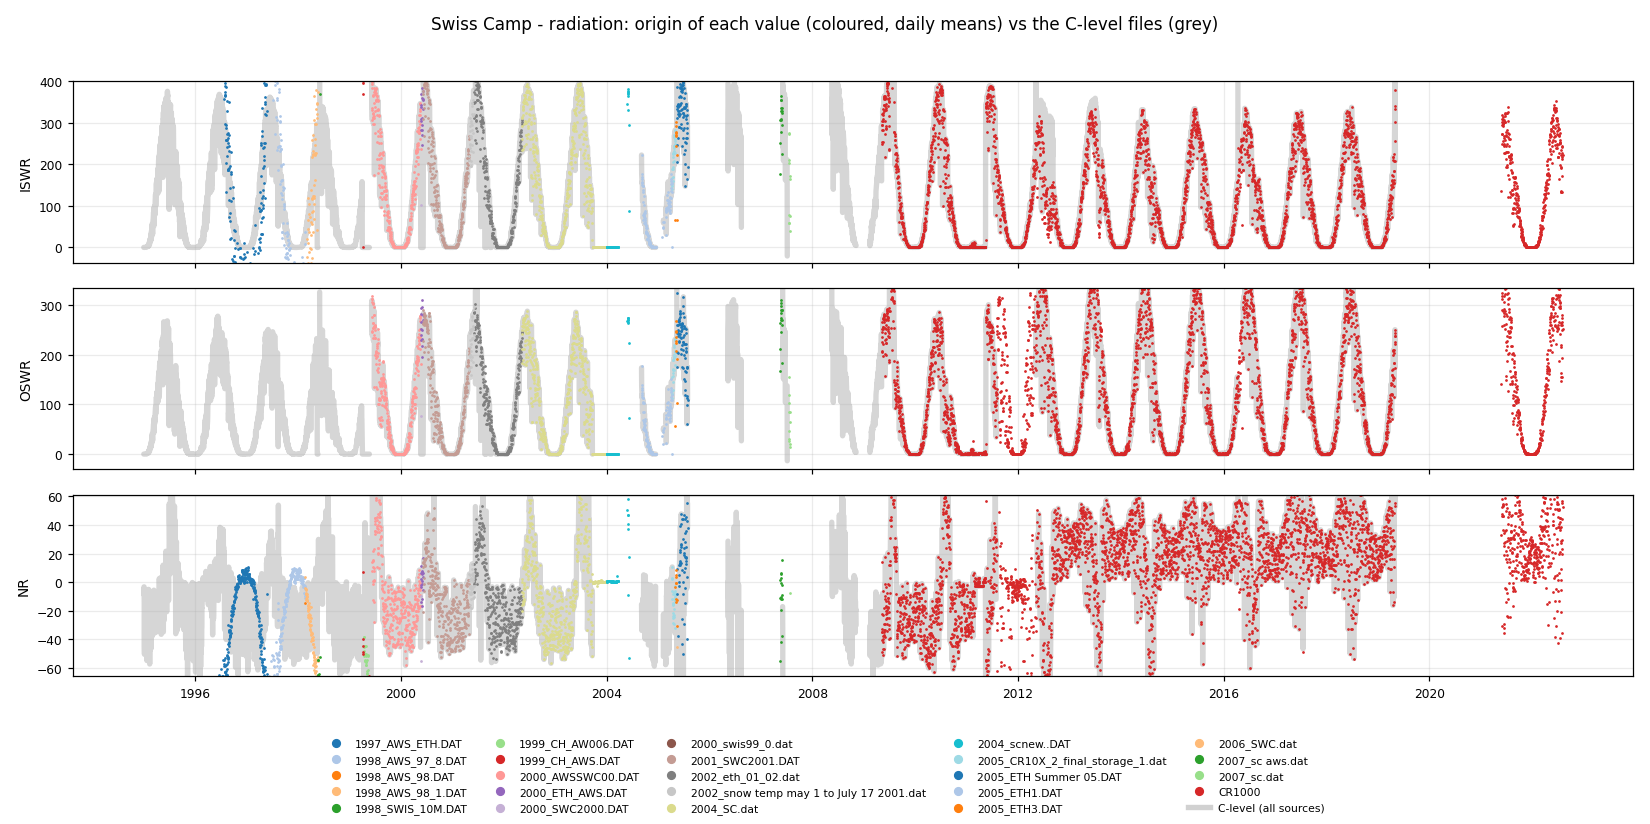 Swiss Camp - radiation: origin of each value (coloured, daily means) vs the C-level files (grey)
400
300
200
100
0
ISWR
300
200
100
0
OSWR
60
40
20
0
−20
−40
−60
NR
1996
2000
2004
2008
2012
2016
2020
1997_AWS_ETH.DAT
1998_AWS_97_8.DAT
1998_AWS_98.DAT
1998_AWS_98_1.DAT
1998_SWIS_10M.DAT
1999_CH_AW006.DAT
1999_CH_AWS.DAT
2000_AWSSWC00.DAT
2000_ETH_AWS.DAT
2000_SWC2000.DAT
2000_swis99_0.dat
2001_SWC2001.DAT
2002_eth_01_02.dat
2002_snow temp may 1 to July 17 2001.dat
2004_SC.dat
2004_scnew..DAT
2005_CR10X_2_final_storage_1.dat
2005_ETH Summer 05.DAT
2005_ETH1.DAT
2005_ETH3.DAT
2006_SWC.dat
2007_sc aws.dat
2007_sc.dat
CR1000
C-level (all sources)